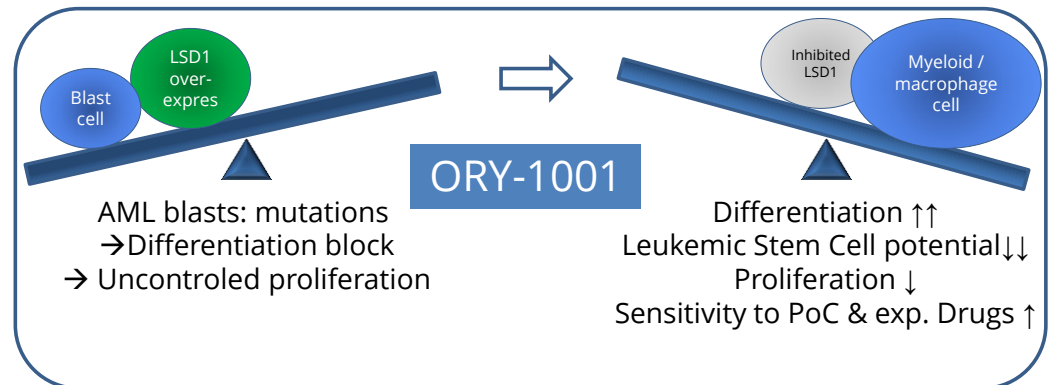 Blast
cell
LSD1
over-
expres
Inhibited
LSD1
Myeloid /
macrophage
cell
ORY-1001
AML blasts: mutations
→Differentiation block
→ Uncontroled proliferation
Differentiation ↑↑
Leukemic Stem Cell potential↓↓
Proliferation ↓
Sensitivity to PoC & exp. Drugs ↑